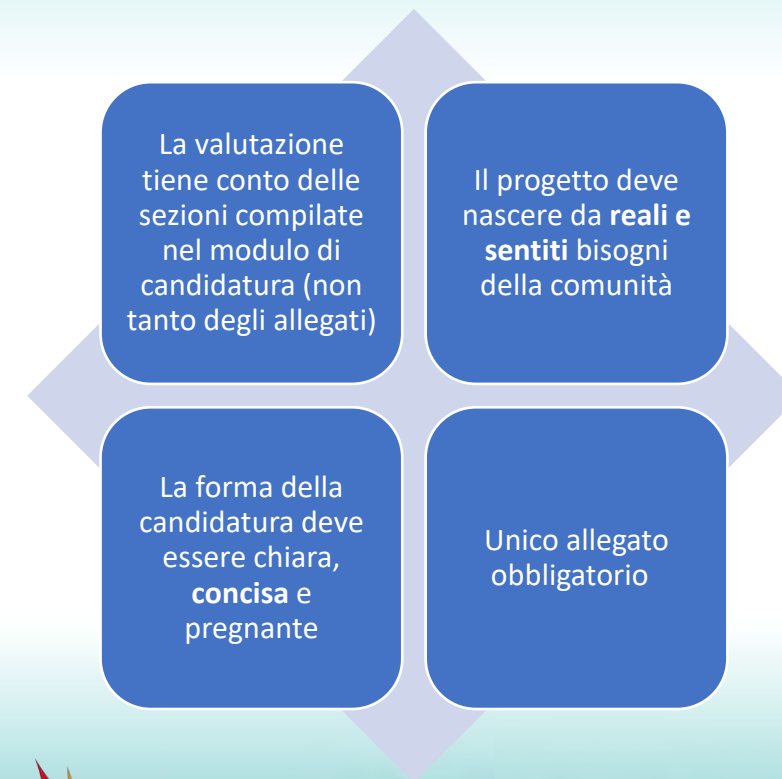 La valutazione
tiene conto delle
sezioni compilate
nel modulo di
candidatura (non
tanto degli allegati)
Il progetto deve
nascere da reali e
sentiti bisogni
della comunità
La forma della
candidatura deve
essere chiara,
concisa e
pregnante
Unico allegato
obbligatorio